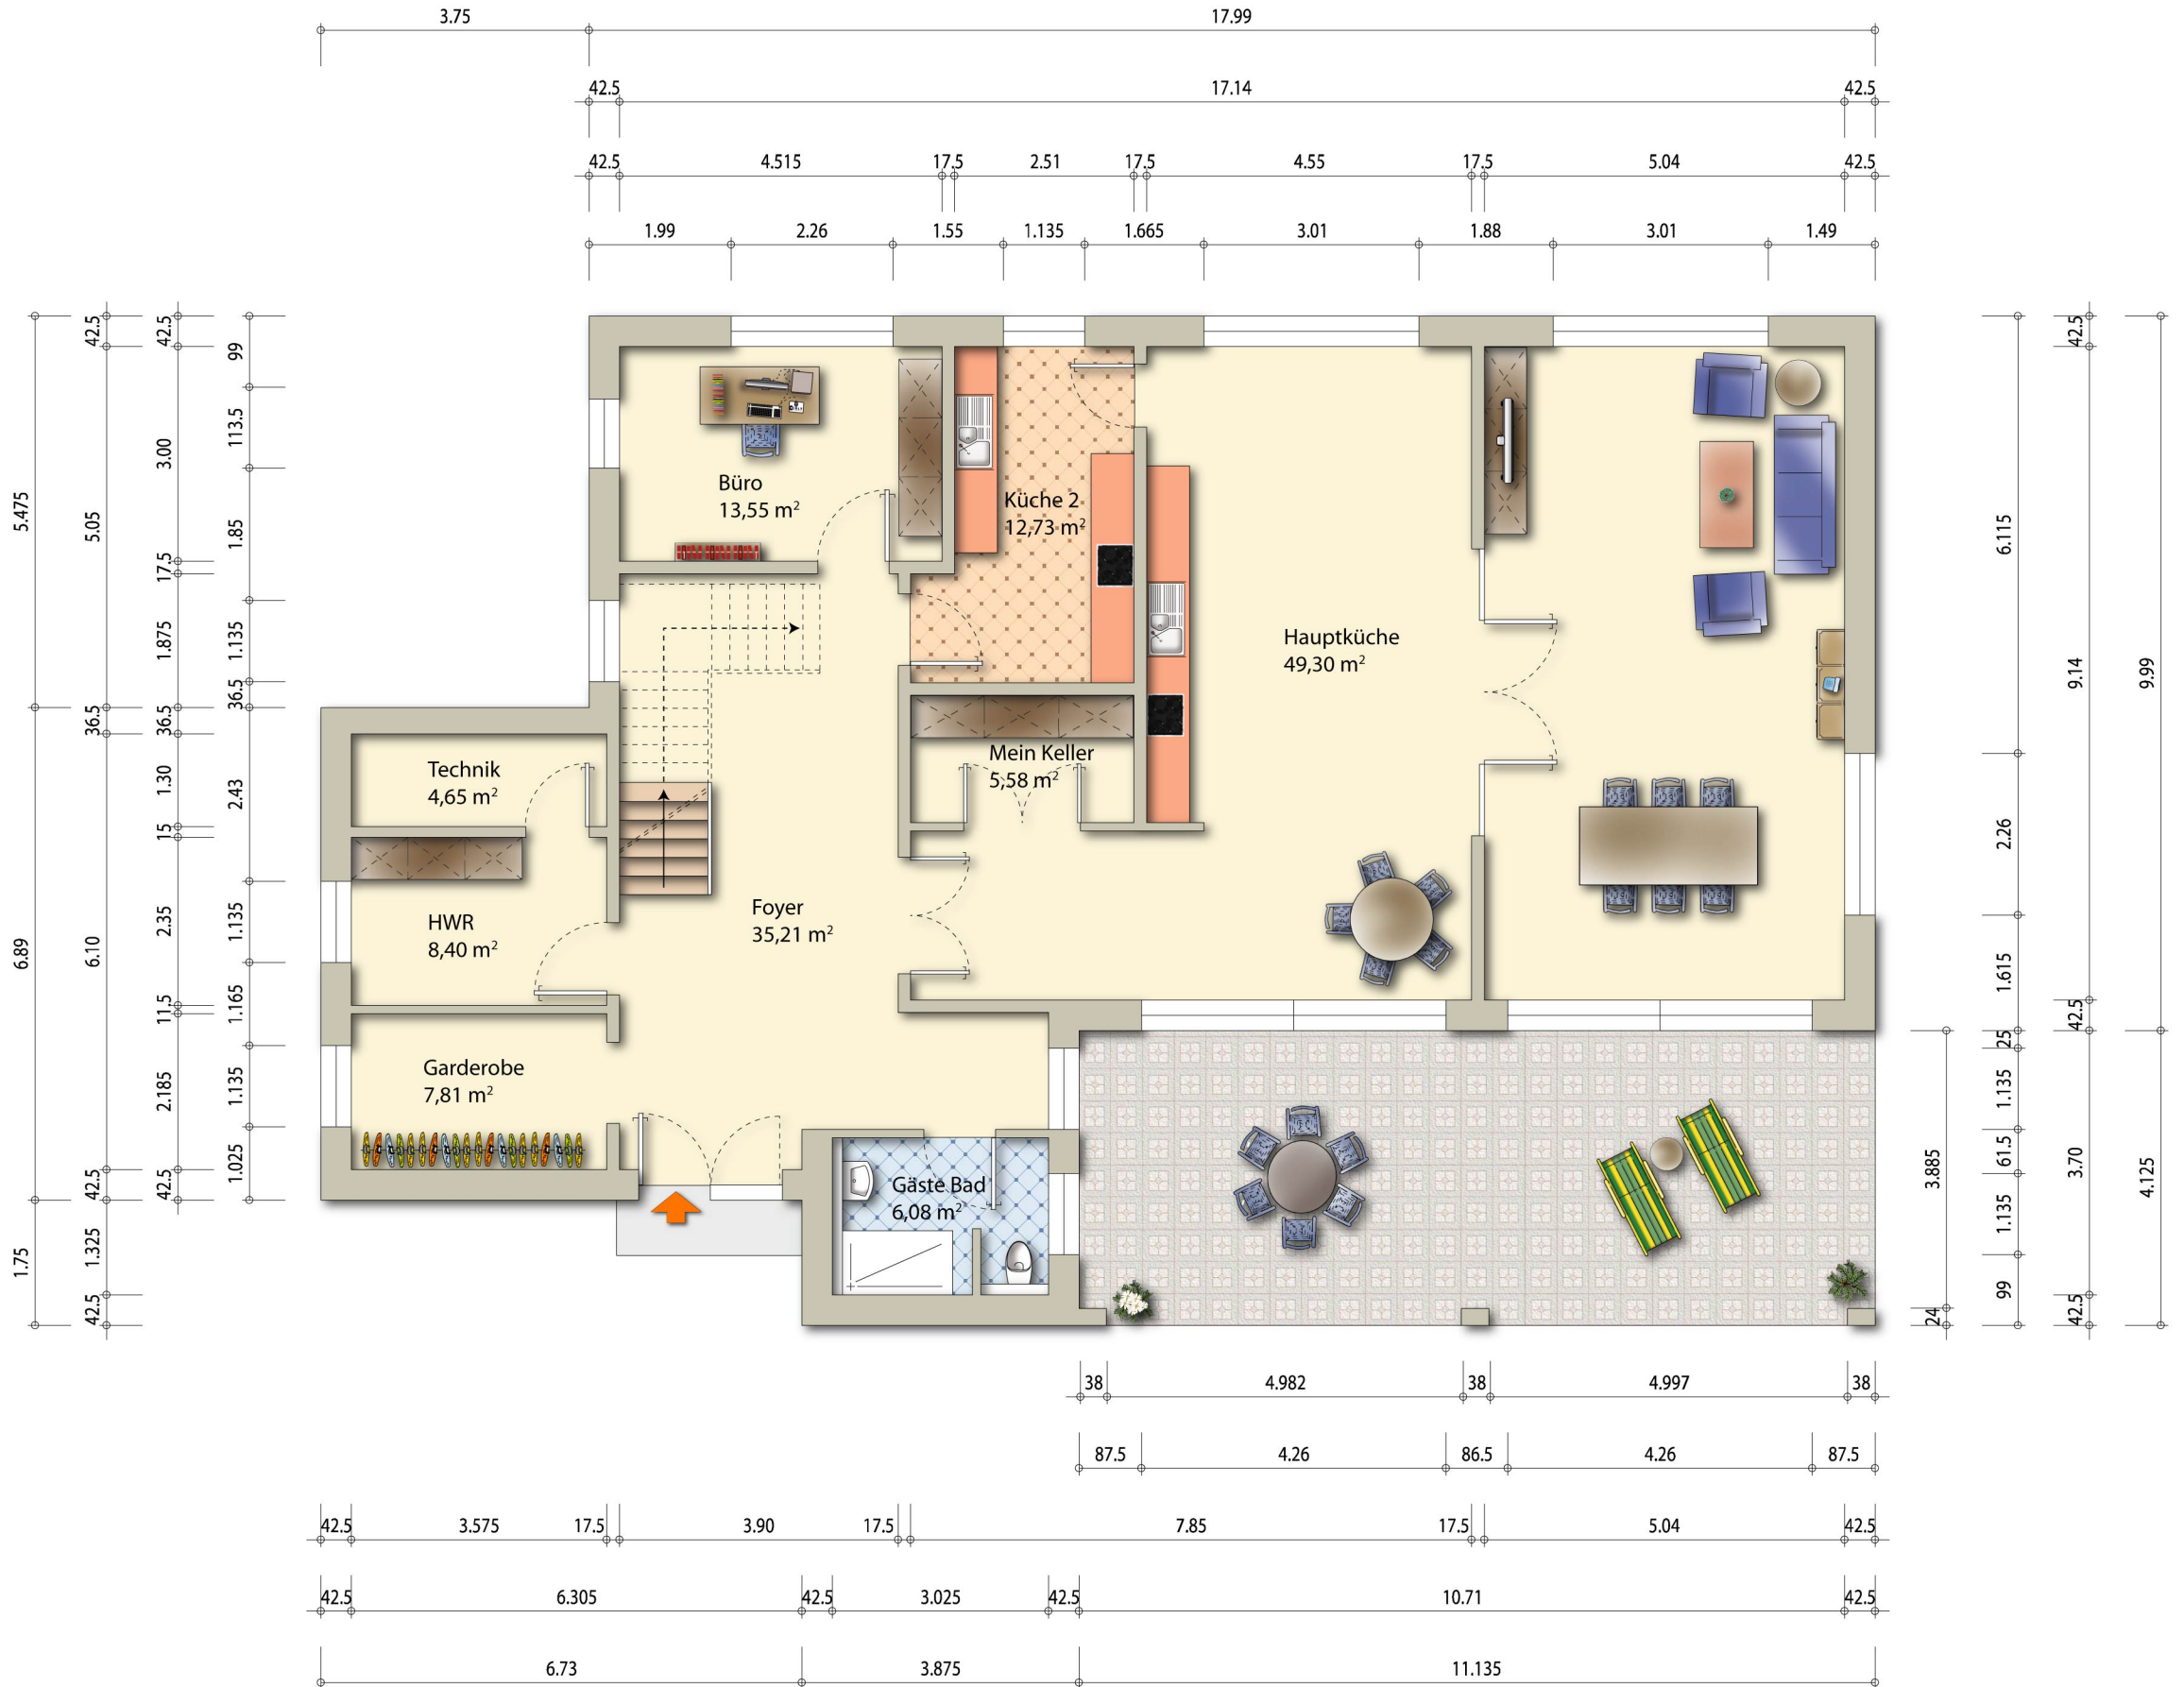 3.75 17.99
42.5 17.14 42.5
42.5 4.515 17.5 2.51 17.5 4.55 17.5 5.04 42.5
1.99 2.26 1.55 1.135 1.665 3.01 1.88 3.01 1.49
5.475 6.89 1.75
42.5 5.05 36.5 6.10 42.5 1.325 42.5
42.5 3.00 17.5 1.875 36.5 1.30 15 2.35 11.5 2.185 42.5
99 113.5 1.85 1.135 36.5 2.43 1.135 1.165 1.135 1.025
Büro
13,55 m²
Küche 2
12,73 m²
Hauptküche
49,30 m²
Mein Keller
5,58 m²
Technik
4,65 m²
HWR
8,40 m²
Foyer
35,21 m²
Garderobe
7,81 m²
Gäste Bad
6,08 m²
3.885 24
6.115 2.26 1.615 25 1.135 61.5 1.135 99
42.5 9.14 42.5 3.70 42.5
9.99 4.125
38 4.982 38 4.997 38
87.5 4.26 86.5 4.26 87.5
42.5 3.575 17.5 3.90 17.5 7.85 17.5 5.04 42.5
42.5 6.305 42.5 3.025 42.5 10.71 42.5
6.73 3.875 11.135